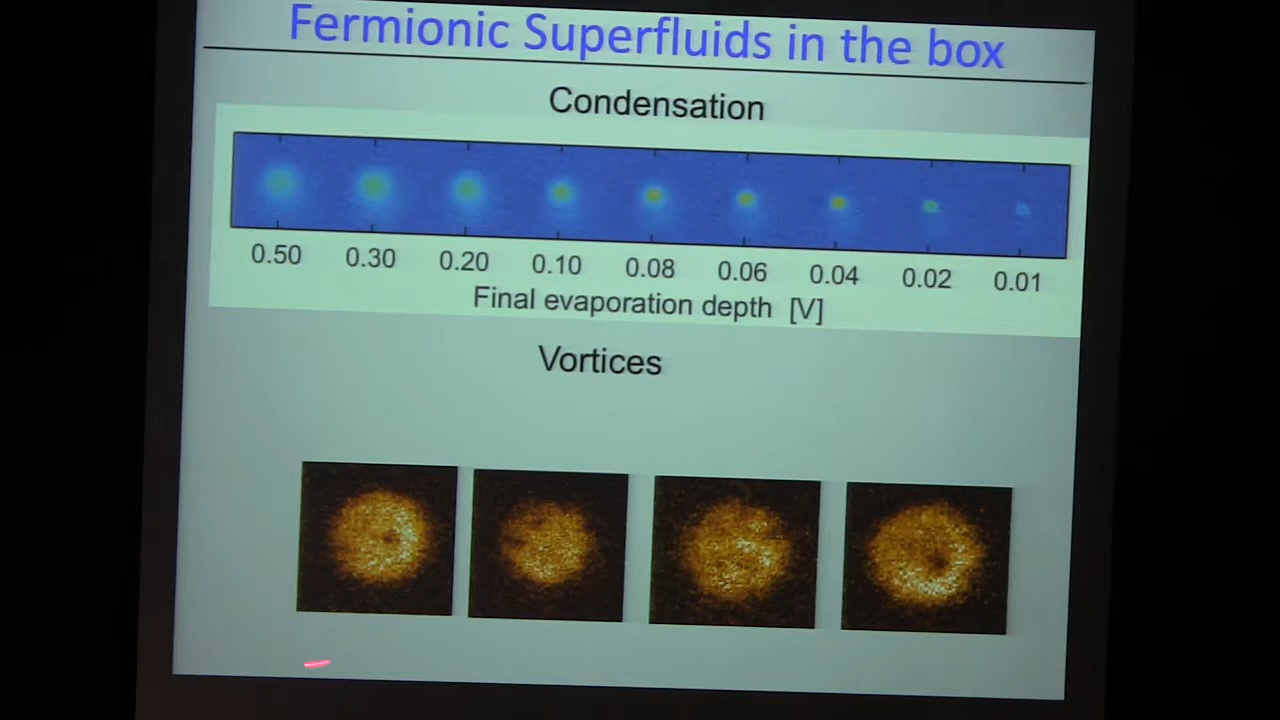 Fermionic Superfluids in the box
Condensation
0.50 0.30 0.20 0.10 0.08 0.06 0.04 0.02 0.01
Final evaporation depth [V]
Vortices